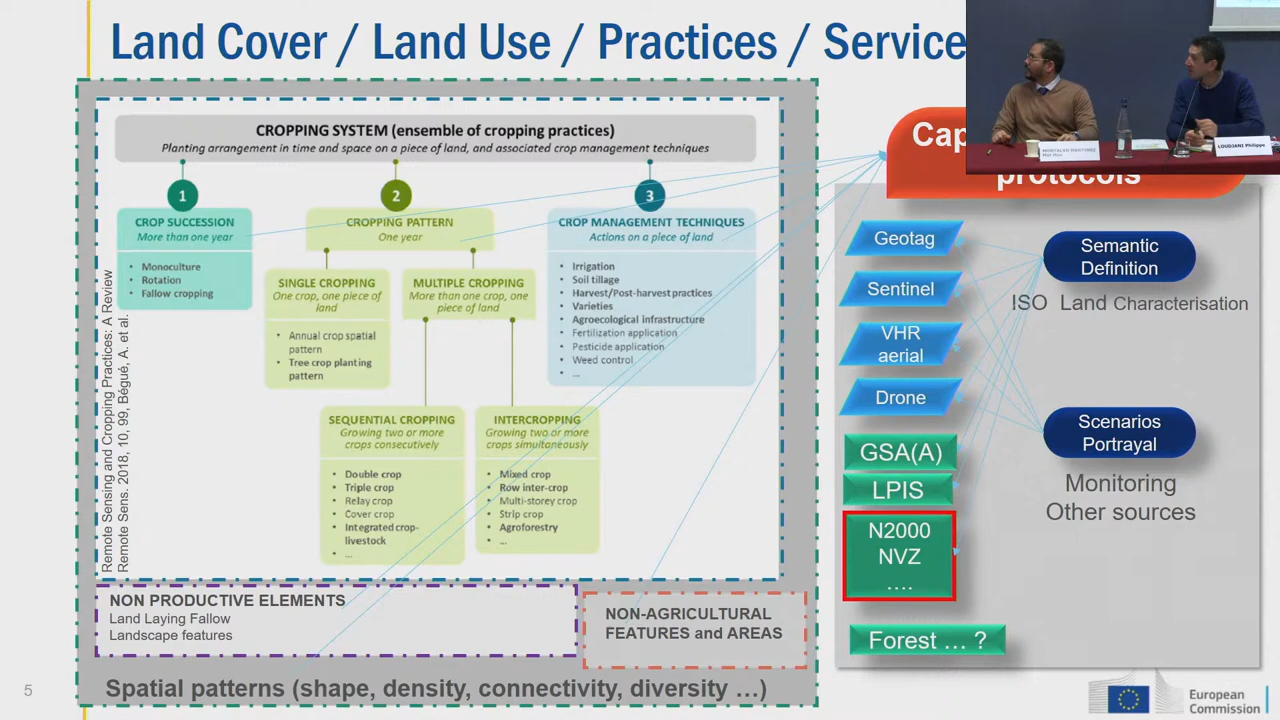 Land Cover / Land Use / Practices / Service
CROPPING SYSTEM (ensemble of cropping practices)
Planting arrangement in time and space on a piece of land, and associated crop management techniques
1
CROP SUCCESSION
More than one year
• Monoculture
• Rotation
• Fallow cropping
2
CROPPING PATTERN
One year
SINGLE CROPPING
One crop, one piece of
land
• Annual crop spatial
pattern
• Tree crop planting
pattern
MULTIPLE CROPPING
More than one crop, one
piece of land
SEQUENTIAL CROPPING
Growing two or more
crops consecutively
• Double crop
• Triple crop
• Relay crop
• Cover crop
• Integrated crop-
livestock
• ...
INTERCROPPING
Growing two or more
crops simultaneously
• Mixed crop
• Row inter-crop
• Multi-storey crop
• Strip crop
• Agroforestry
• ...
3
CROP MANAGEMENT TECHNIQUES
Actions on a piece of land
• Irrigation
• Soil tillage
• Harvest/Post-harvest practices
• Varieties
• Agroecological infrastructure
• Fertilization application
• Pesticide application
• Weed control
• ...
Remote Sensing and Cropping Practices: A Review
Remote Sens. 2018, 10, 99, Bégué, A. et al.
NON PRODUCTIVE ELEMENTS
Land Laying Fallow
Landscape features
NON-AGRICULTURAL
FEATURES and AREAS
Spatial patterns (shape, density, connectivity, diversity ...)
Cap
protocols
Geotag
Sentinel
VHR
aerial
Drone
GSA(A)
LPIS
N2000
NVZ
....
Forest ... ?
Semantic
Definition
ISO Land Characterisation
Scenarios
Portrayal
Monitoring
Other sources
MONTALVO MARTINEZ
LOUDJANI Philippe
5
European
Commission